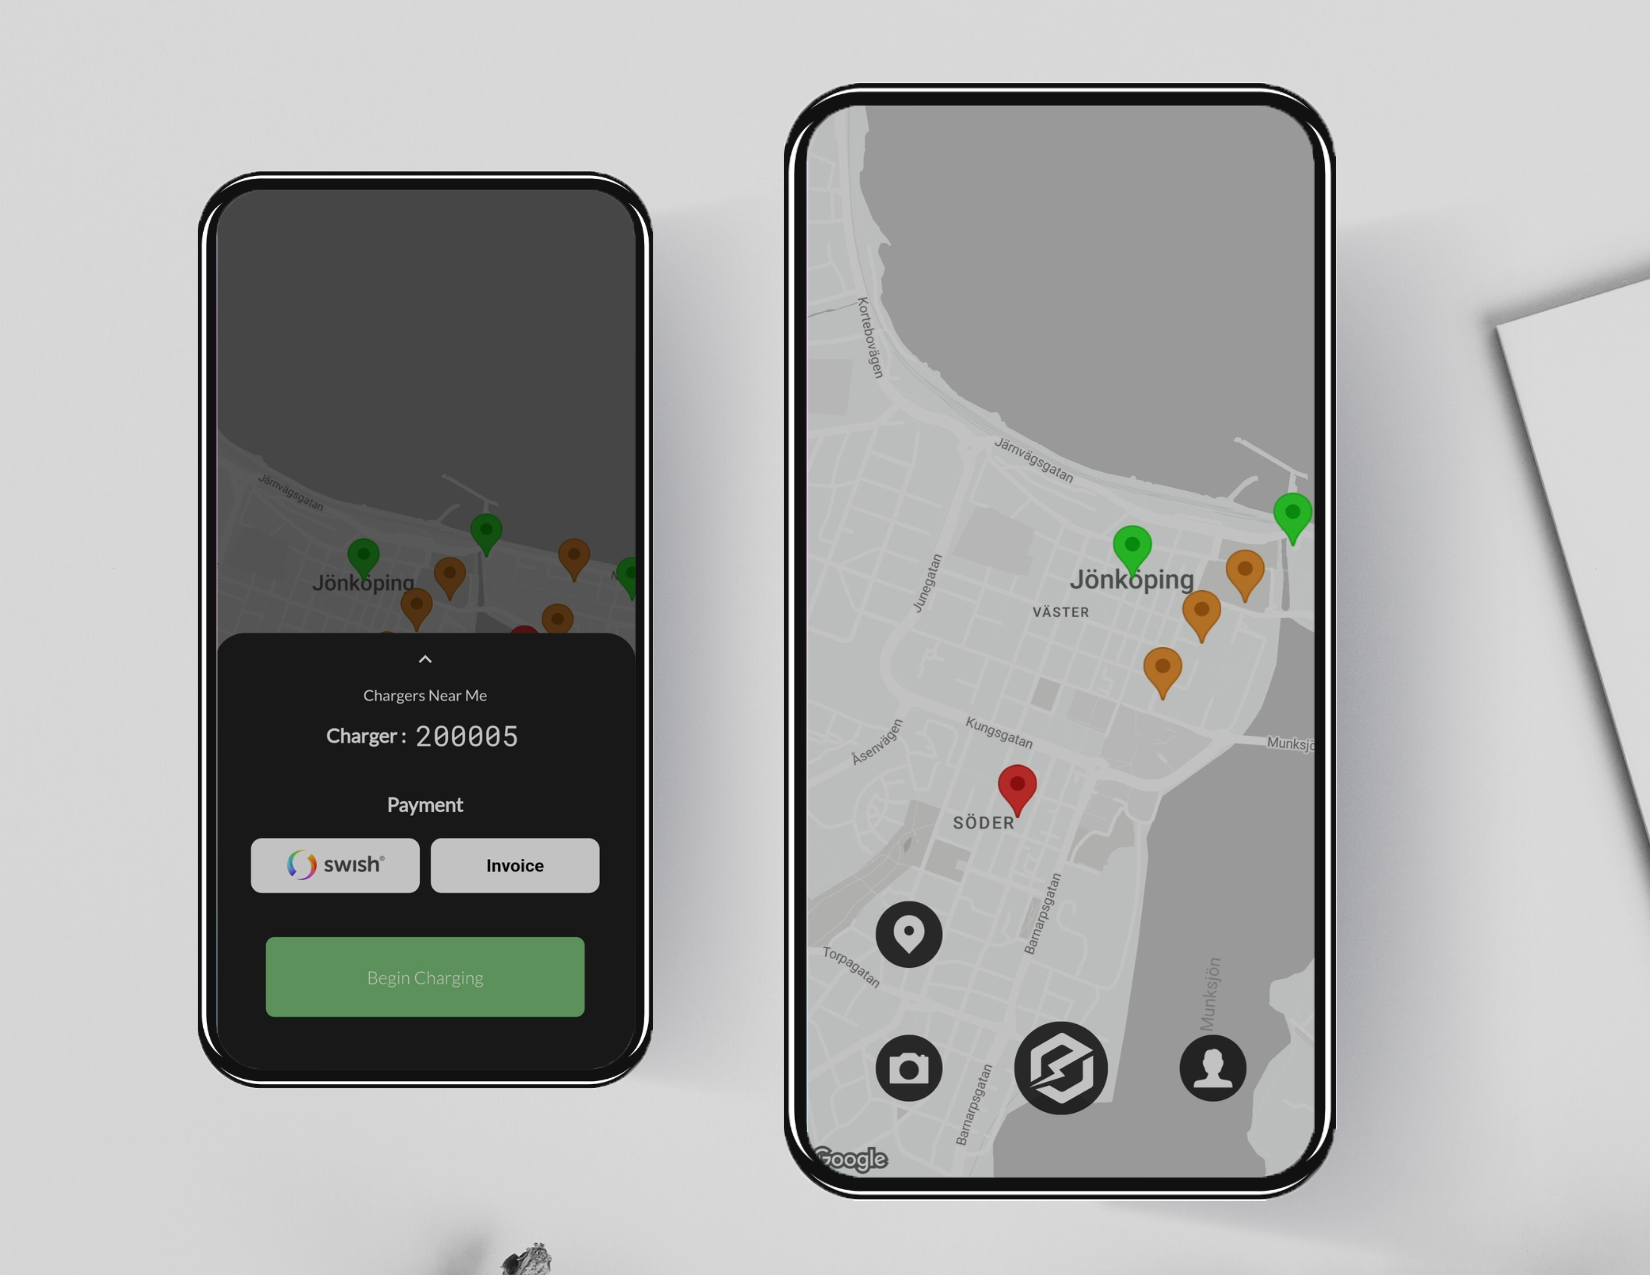 Järnvägsgatan
Jönköping
N
Chargers Near Me
Charger : 200005
Payment
swish®
Invoice
Begin Charging
Kortebovägen
Järnvägsgatan
Junegatan
Jönköping
VÄSTER
Kungsgatan
Åsenvägen
Munksjö
SÖDER
Barnarpsgatan
Torpagatan
Munksjön
Barnarpsgatan
Google